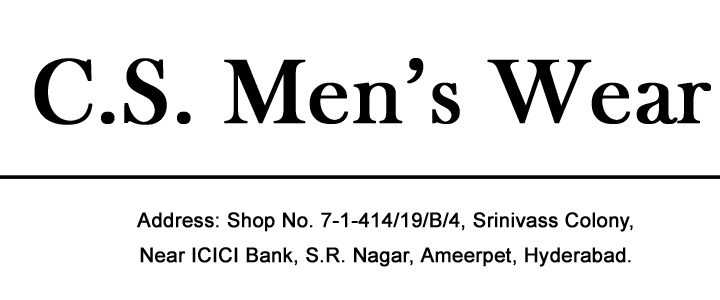 C.S. Men’s Wear
Address: Shop No. 7-1-414/19/B/4, Srinivass Colony,
Near ICICI Bank, S.R. Nagar, Ameerpet, Hyderabad.